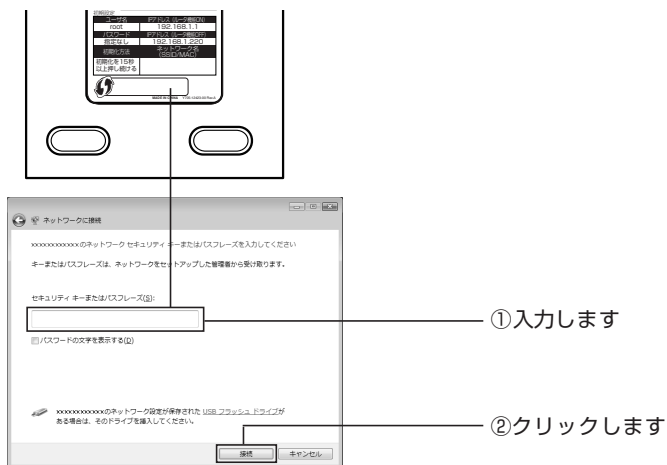 初期設定
ユーザ名 IPアドレス (ルータ機能ON)
root 192.168.1.1
パスワード IPアドレス (ルータ機能OFF)
指定なし 192.168.1.220
初期化方法 ネットワーク名
(SSID/MAC)
初期化を15秒
以上押し続ける
MADE IN CHINA
ネットワークに接続
xxxxxxxxxxxxのネットワーク セキュリティ キーまたはパスフレーズを入力してください
キーまたはパスフレーズは、ネットワークをセットアップした管理者から受け取ります。
セキュリティ キーまたはパスフレーズ(S):
①入力します
パスワードの文字を表示する(D)
xxxxxxxxxxxxのネットワーク設定が保存された USB フラッシュ ドライブが
ある場合は、そのドライブを挿入してください。
②クリックします
接続 キャンセル